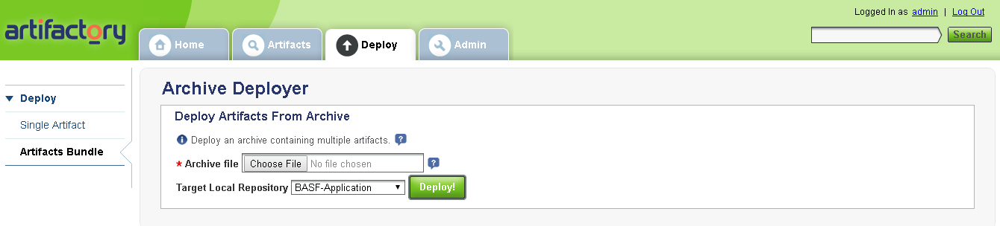 Logged In as admin | Log Out
artifactory
Home
Artifacts
Deploy
Admin
Search
Deploy
Single Artifact
Artifacts Bundle
Archive Deployer
Deploy Artifacts From Archive
i Deploy an archive containing multiple artifacts. ?
* Archive file Choose File No file chosen ?
Target Local Repository BASF-Application Deploy!